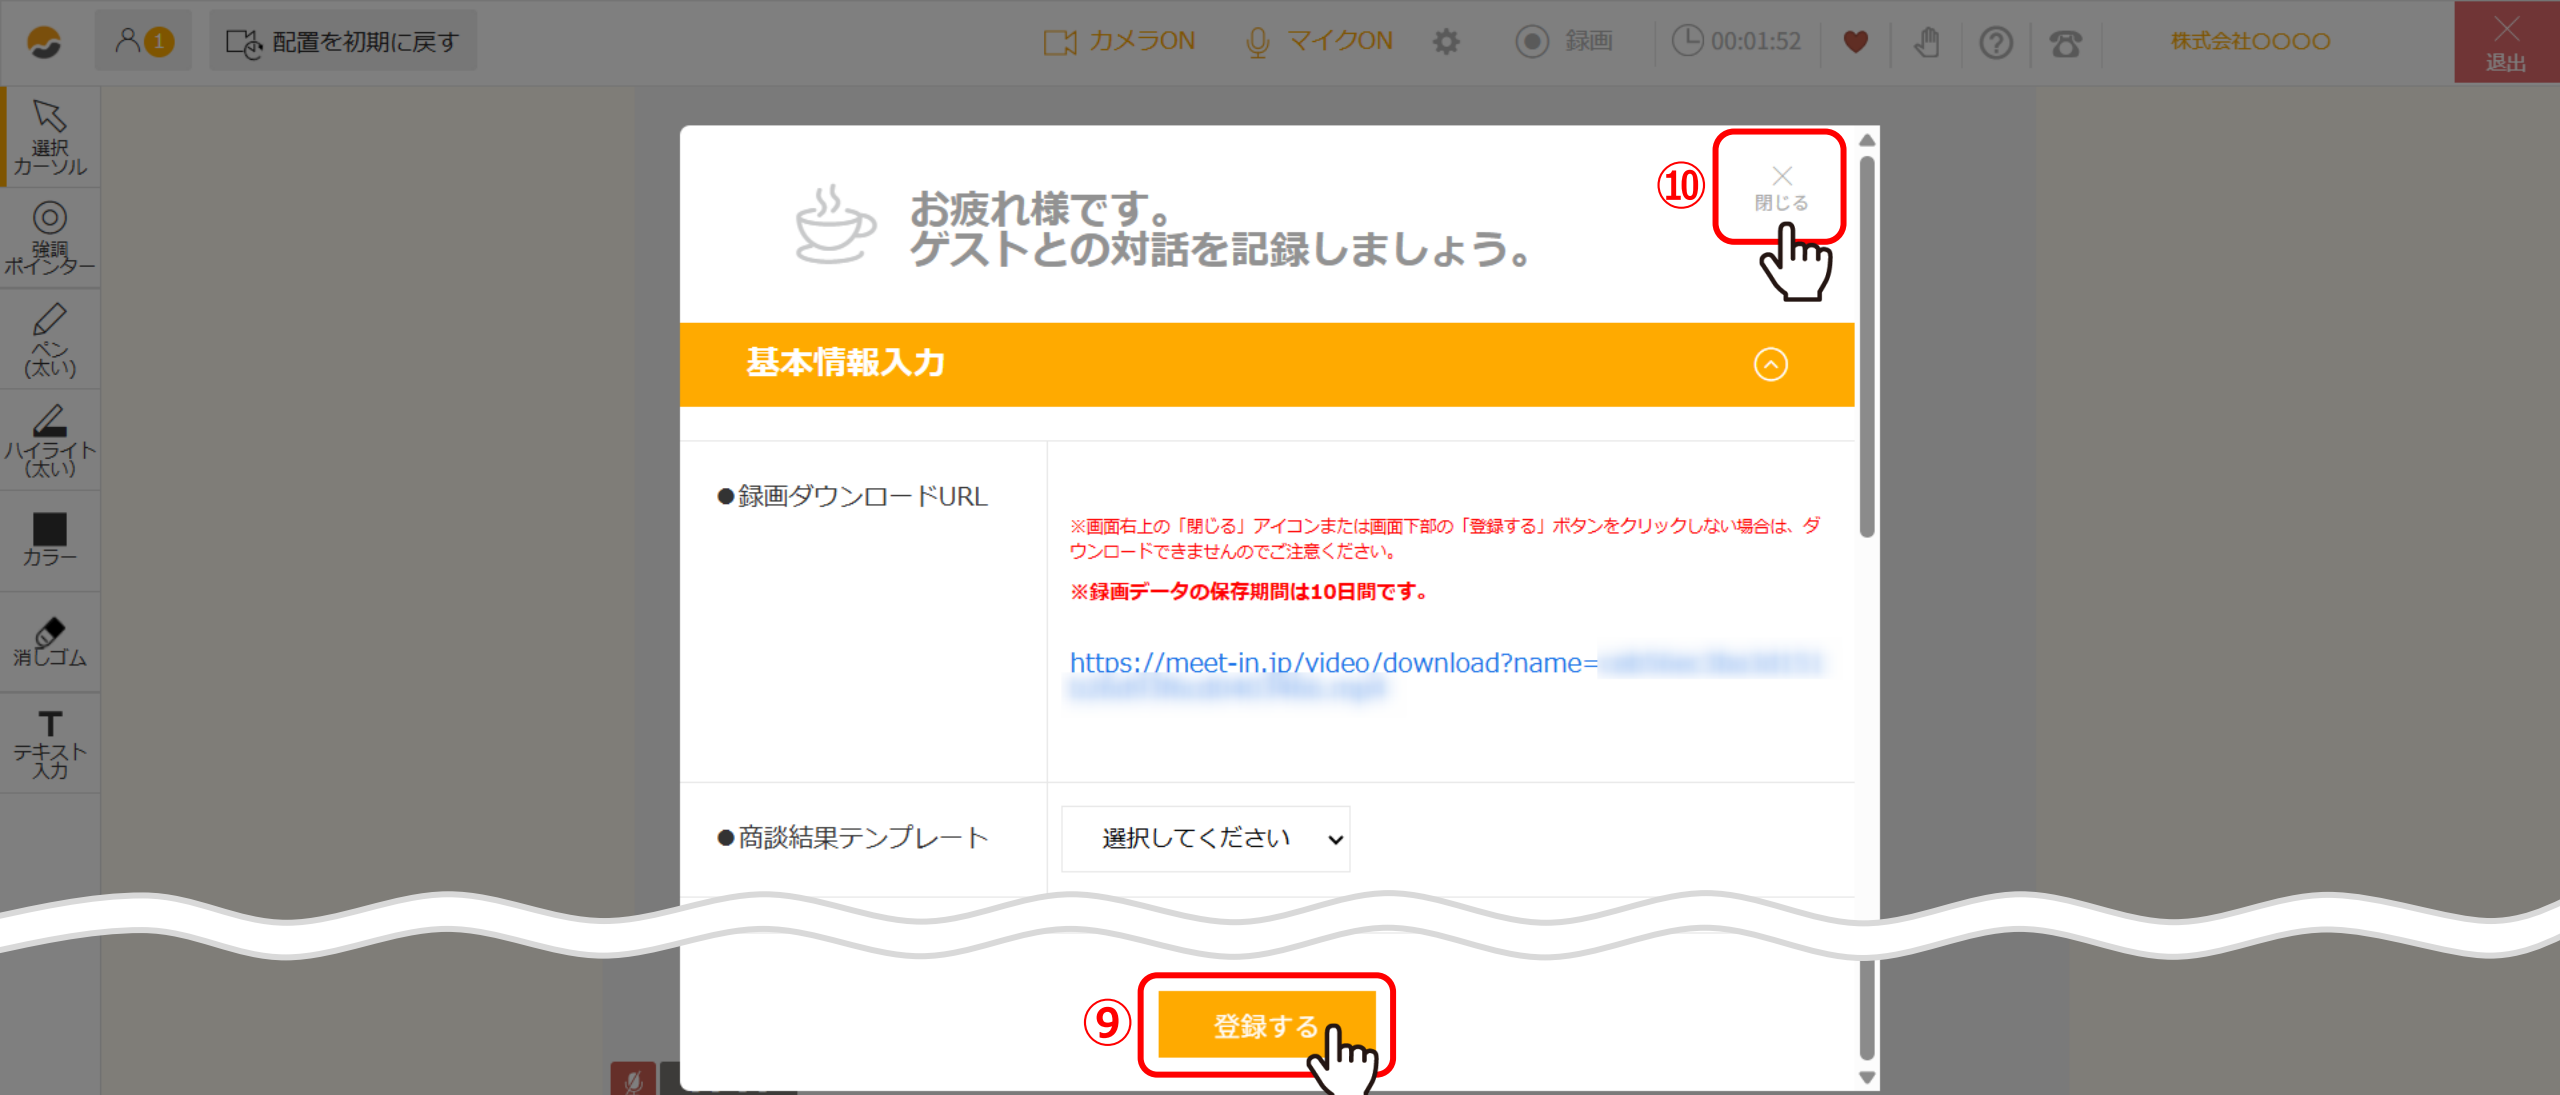 1
配置を初期に戻す
カメラON
マイクON
録画
00:01:52
株式会社〇〇〇〇
退出
選択
カーソル
強調
ポインター
ペン
(太い)
ハイライト
(太い)
カラー
消しゴム
テキスト
入力
お疲れ様です。
ゲストとの対話を記録しましょう。
⑩
閉じる
基本情報入力
●録画ダウンロードURL
※画面右上の「閉じる」アイコンまたは画面下部の「登録する」ボタンをクリックしない場合は、ダ
ウンロードできませんのでご注意ください。
※録画データの保存期間は10日間です。
https://meet-in.jp/video/download?name=
●商談結果テンプレート
選択してください
⑨
登録する